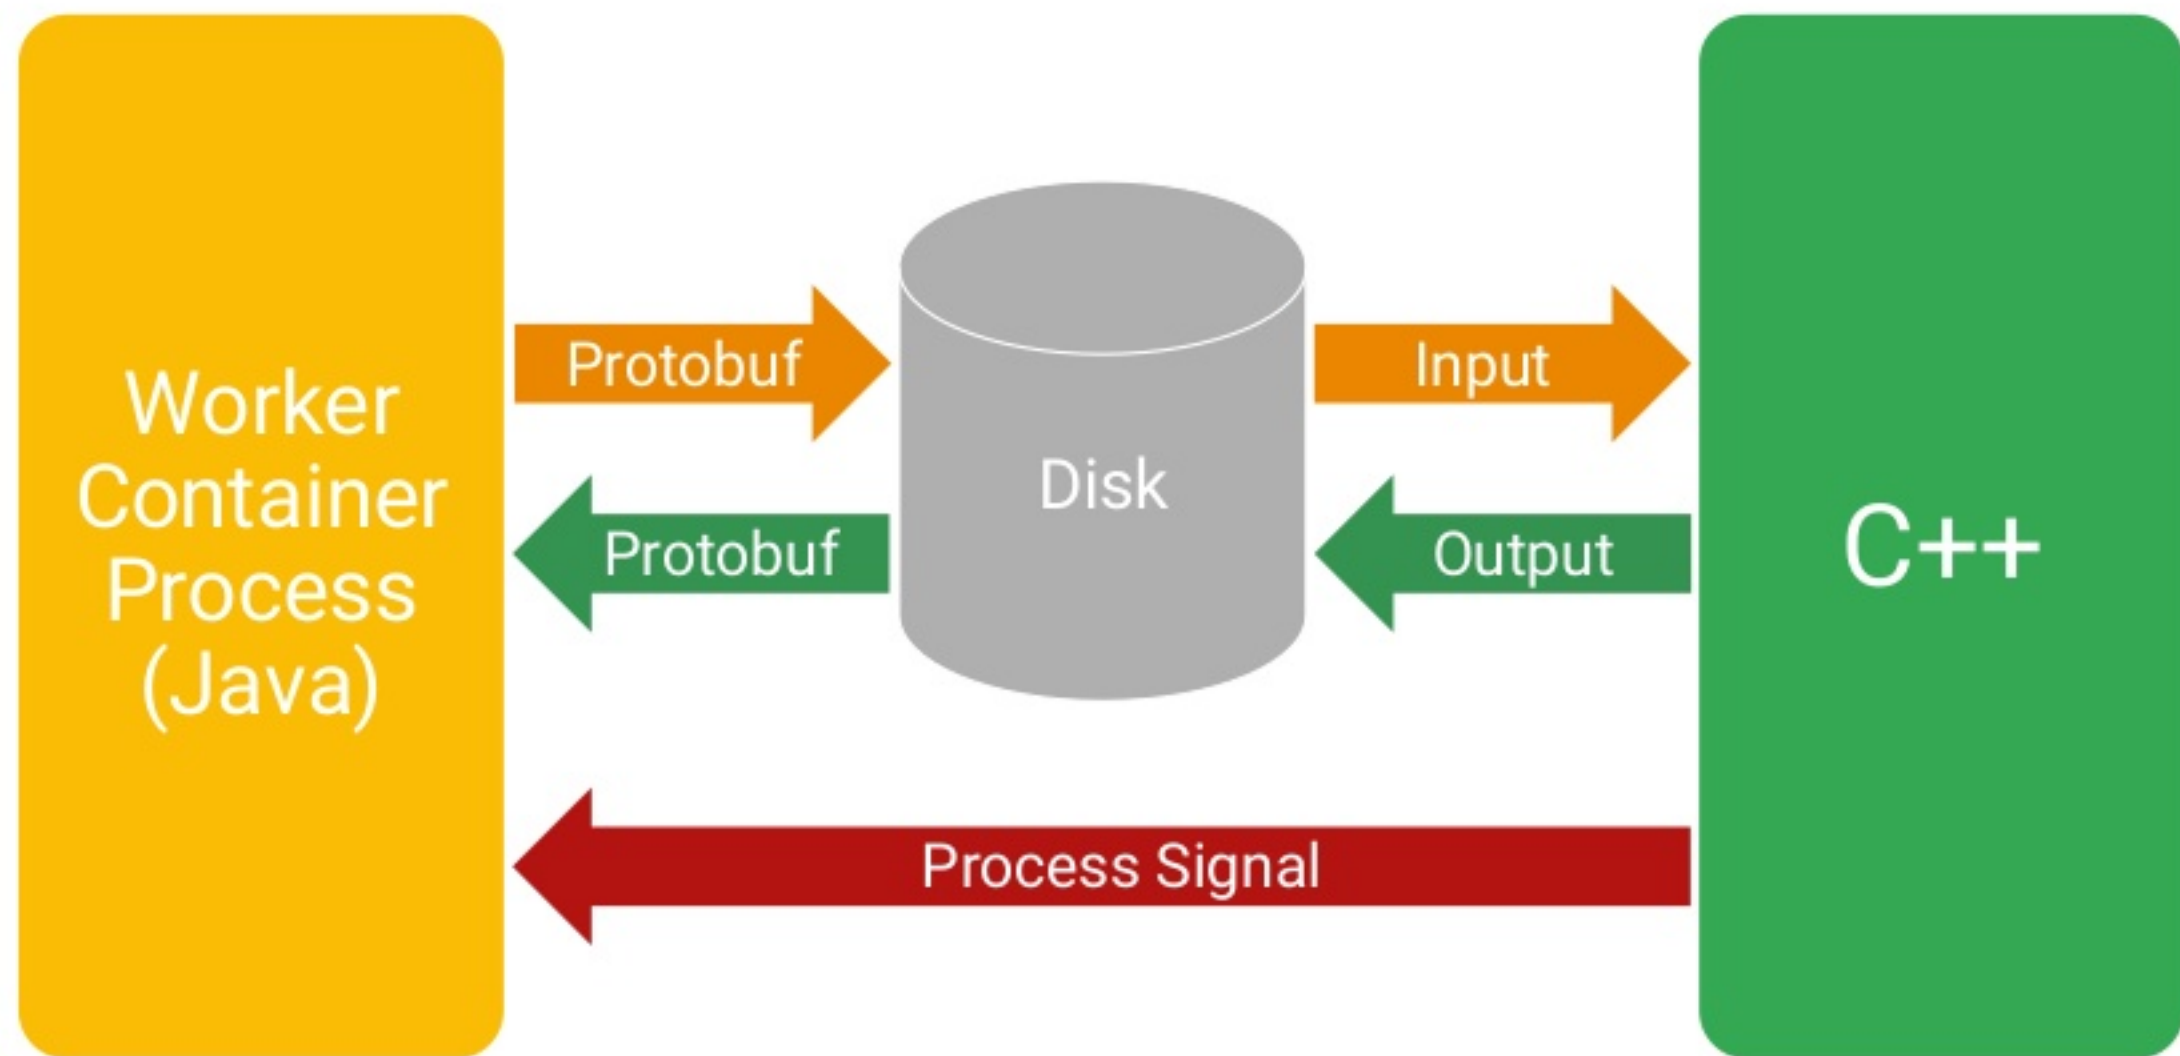 Worker
Container
Process
(Java)
Protobuf
Protobuf
Disk
Input
Output
Process Signal
C++